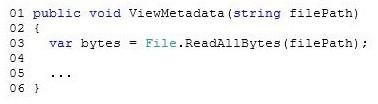 01 public void ViewMetadata(string filePath)
02 {
03   var bytes = File.ReadAllBytes(filePath);
04
05   ...
06 }